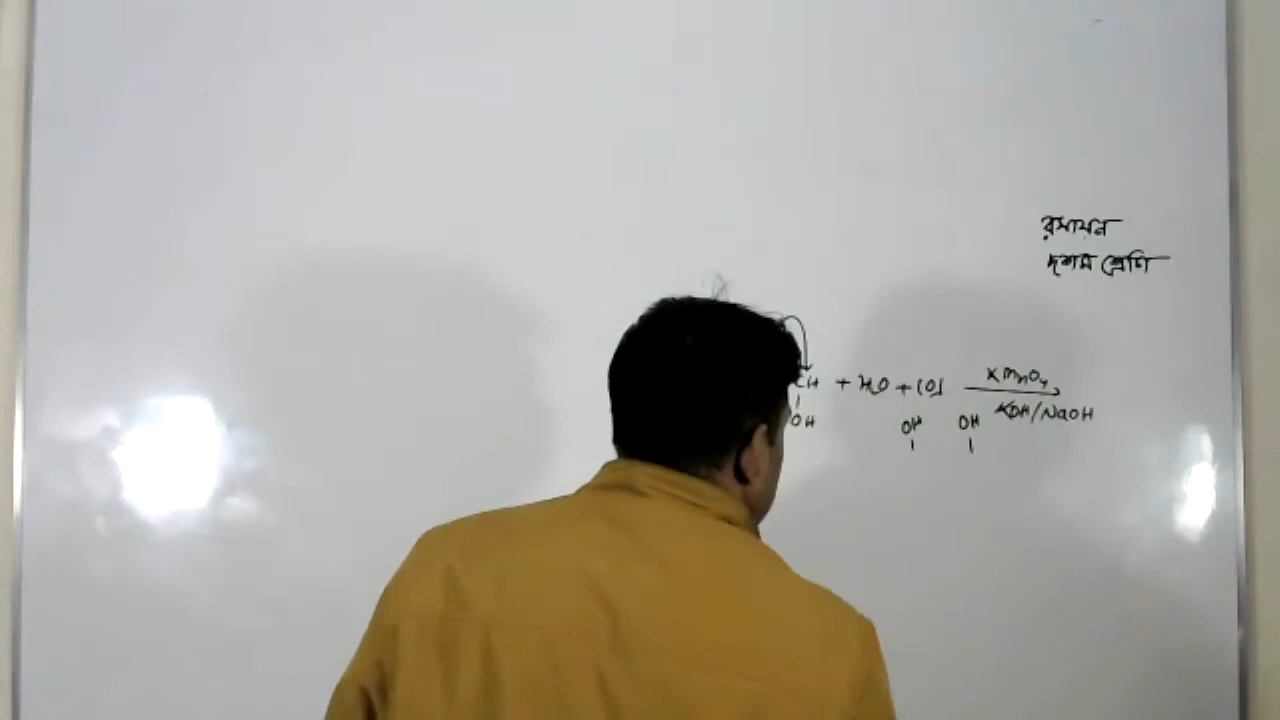 রসায়ন
দশম শ্রেণি
CH + H₂O + [O] KMnO₄
KOH/NaOH
OH OH OH